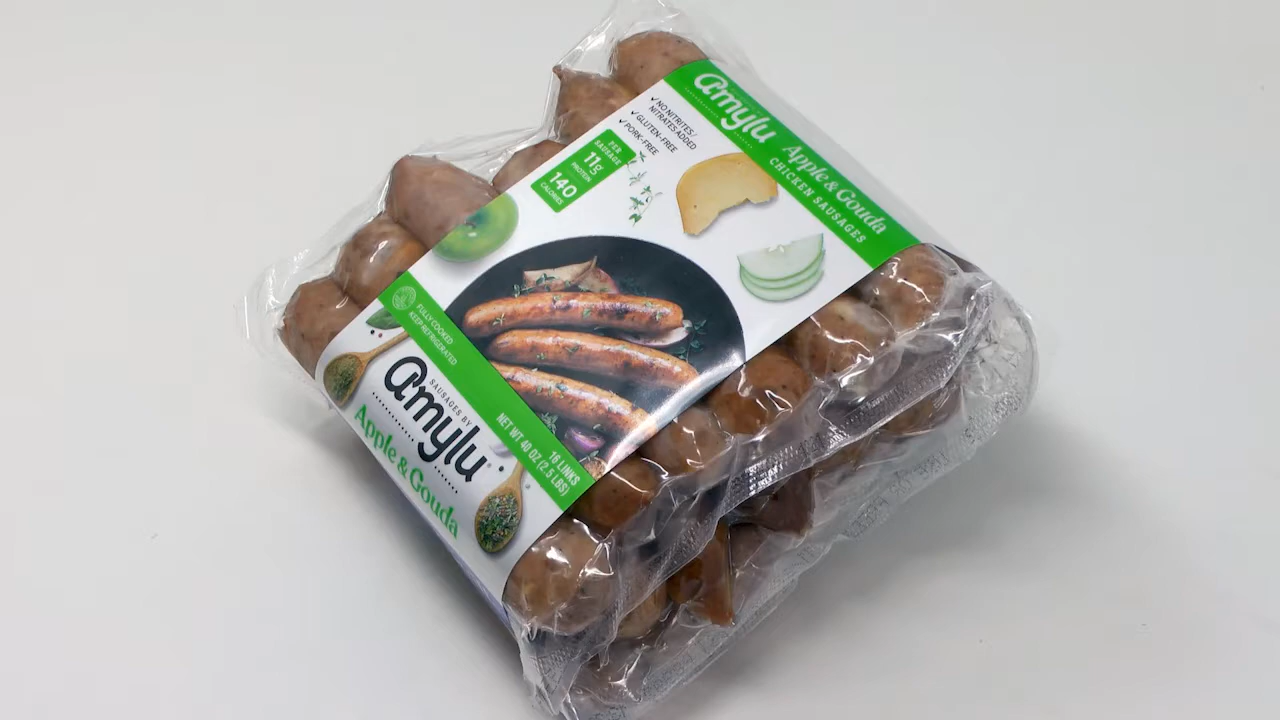 amylu
Apple & Gouda
CHICKEN SAUSAGES
✓NO NITRITES/
NITRATES ADDED
✓GLUTEN-FREE
✓PORK-FREE
PER
SAUSAGE
11g
PROTEIN
140
CALORIES
FULLY COOKED
KEEP REFRIGERATED
SAUSAGES BY
amylu
Apple & Gouda
16 LINKS
NET WT 40 OZ (2.5 LBS)